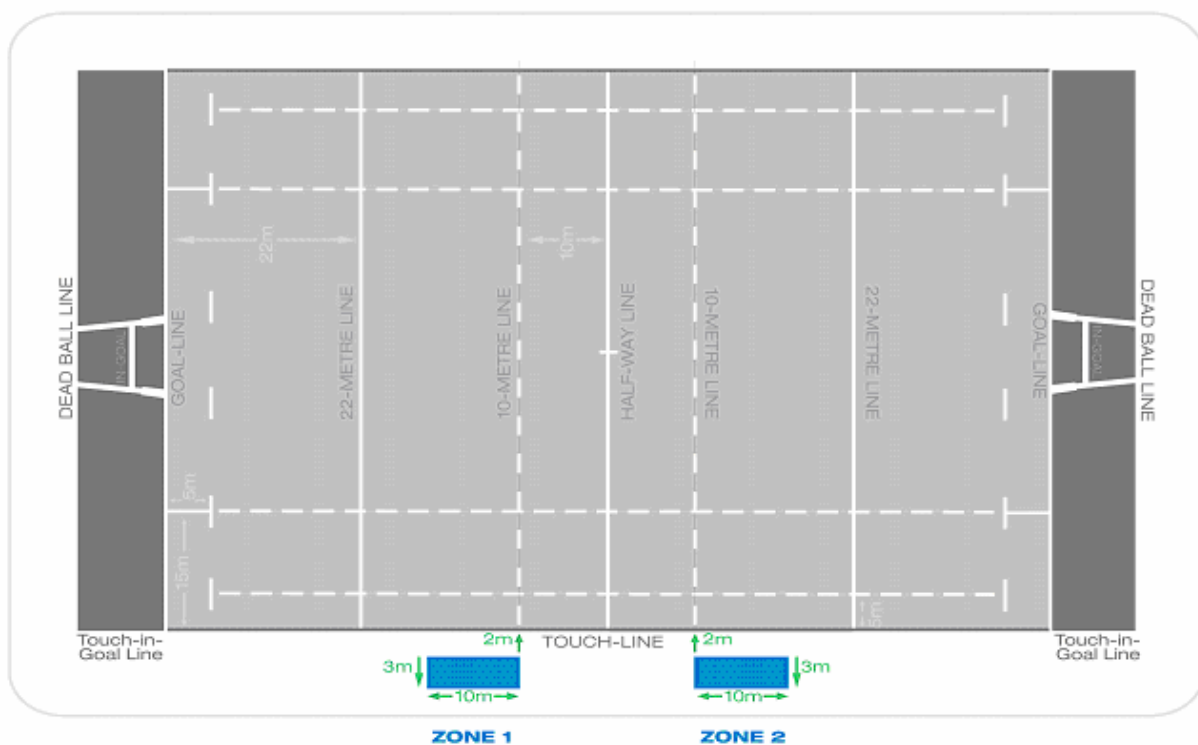 22m
10m
DEAD BALL LINE
IN-GOAL
GOAL-LINE
22-METRE LINE
10-METRE LINE
HALF-WAY LINE
10-METRE LINE
22-METRE LINE
GOAL-LINE
IN-GOAL
DEAD BALL LINE
5m
15m
5m
Touch-in-
Goal Line
2m
TOUCH-LINE
2m
Touch-in-
Goal Line
3m
10m
10m
3m
ZONE 1
ZONE 2